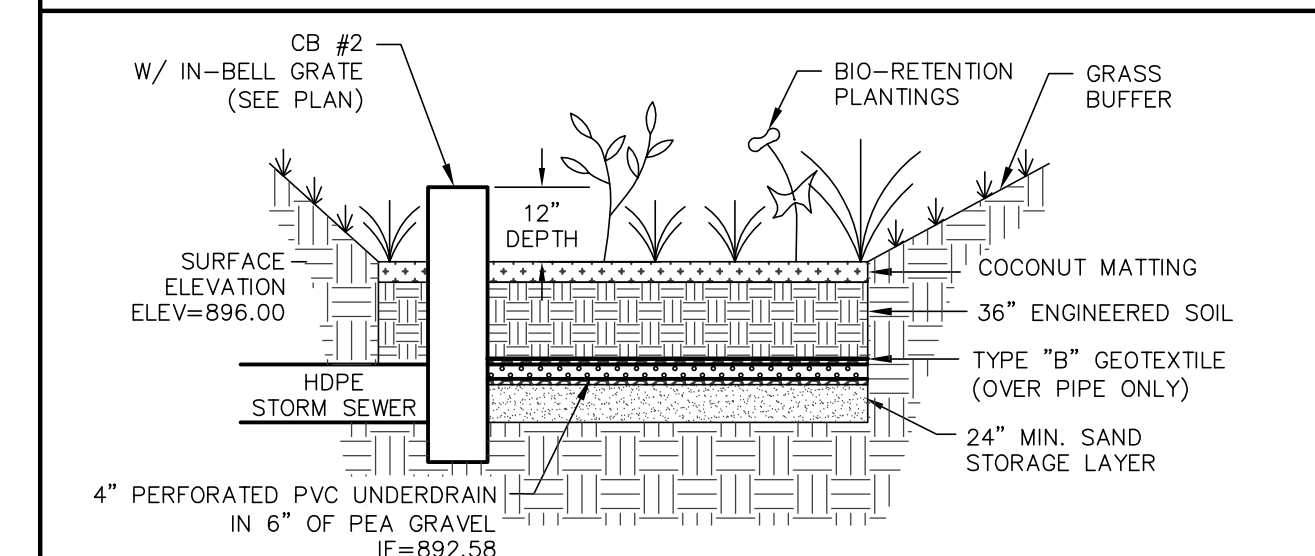 CB #2
W/ IN-BELL GRATE
(SEE PLAN)
BIO-RETENTION
PLANTINGS
GRASS
BUFFER
12"
DEPTH
SURFACE
ELEVATION
ELEV=896.00
COCONUT MATTING
36" ENGINEERED SOIL
TYPE "B" GEOTEXTILE
(OVER PIPE ONLY)
HDPE
STORM SEWER
24" MIN. SAND
STORAGE LAYER
4" PERFORATED PVC UNDERDRAIN
IN 6" OF PEA GRAVEL
IE=892.58